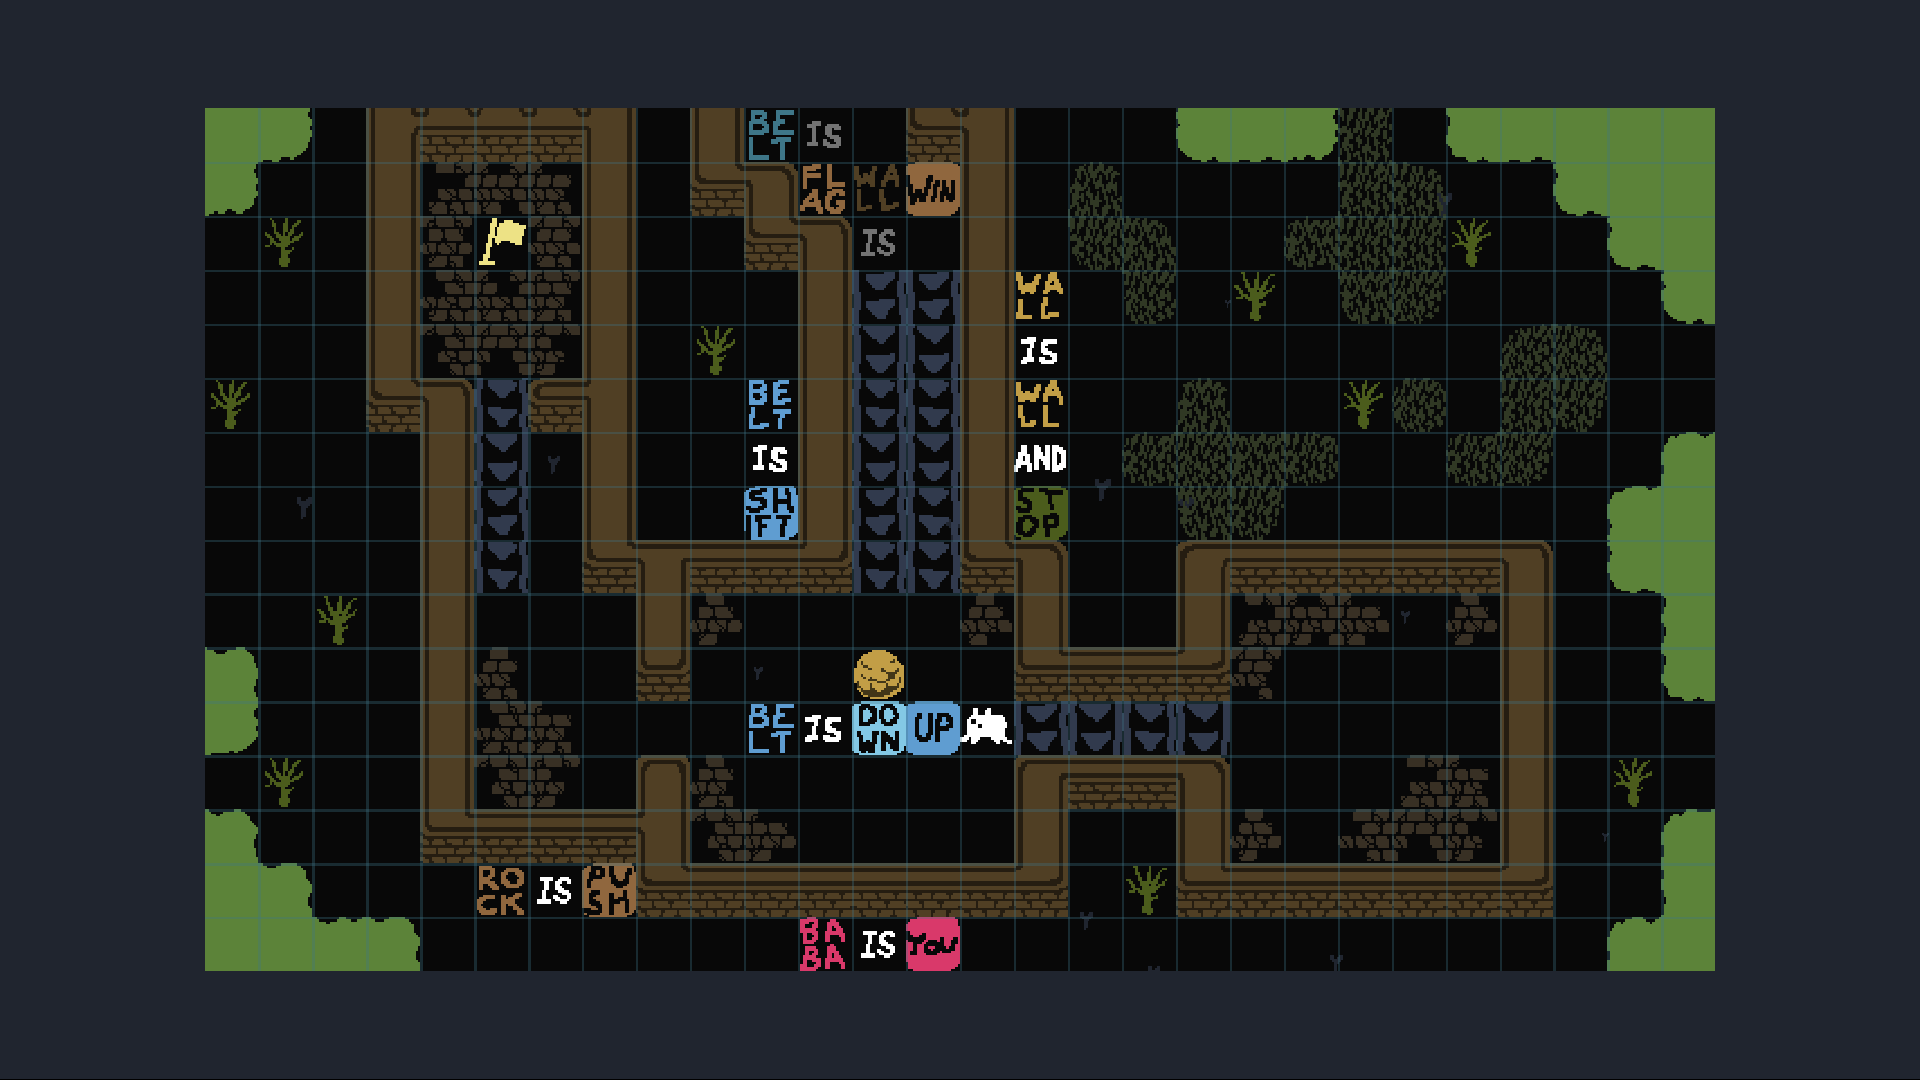 BELT IS
FLAG WALL WIN
IS
WALL
IS
BELT WALL
IS AND
SHFT STOP
BELT IS DOWN UP
ROCK IS PUSH
BABA IS YOU